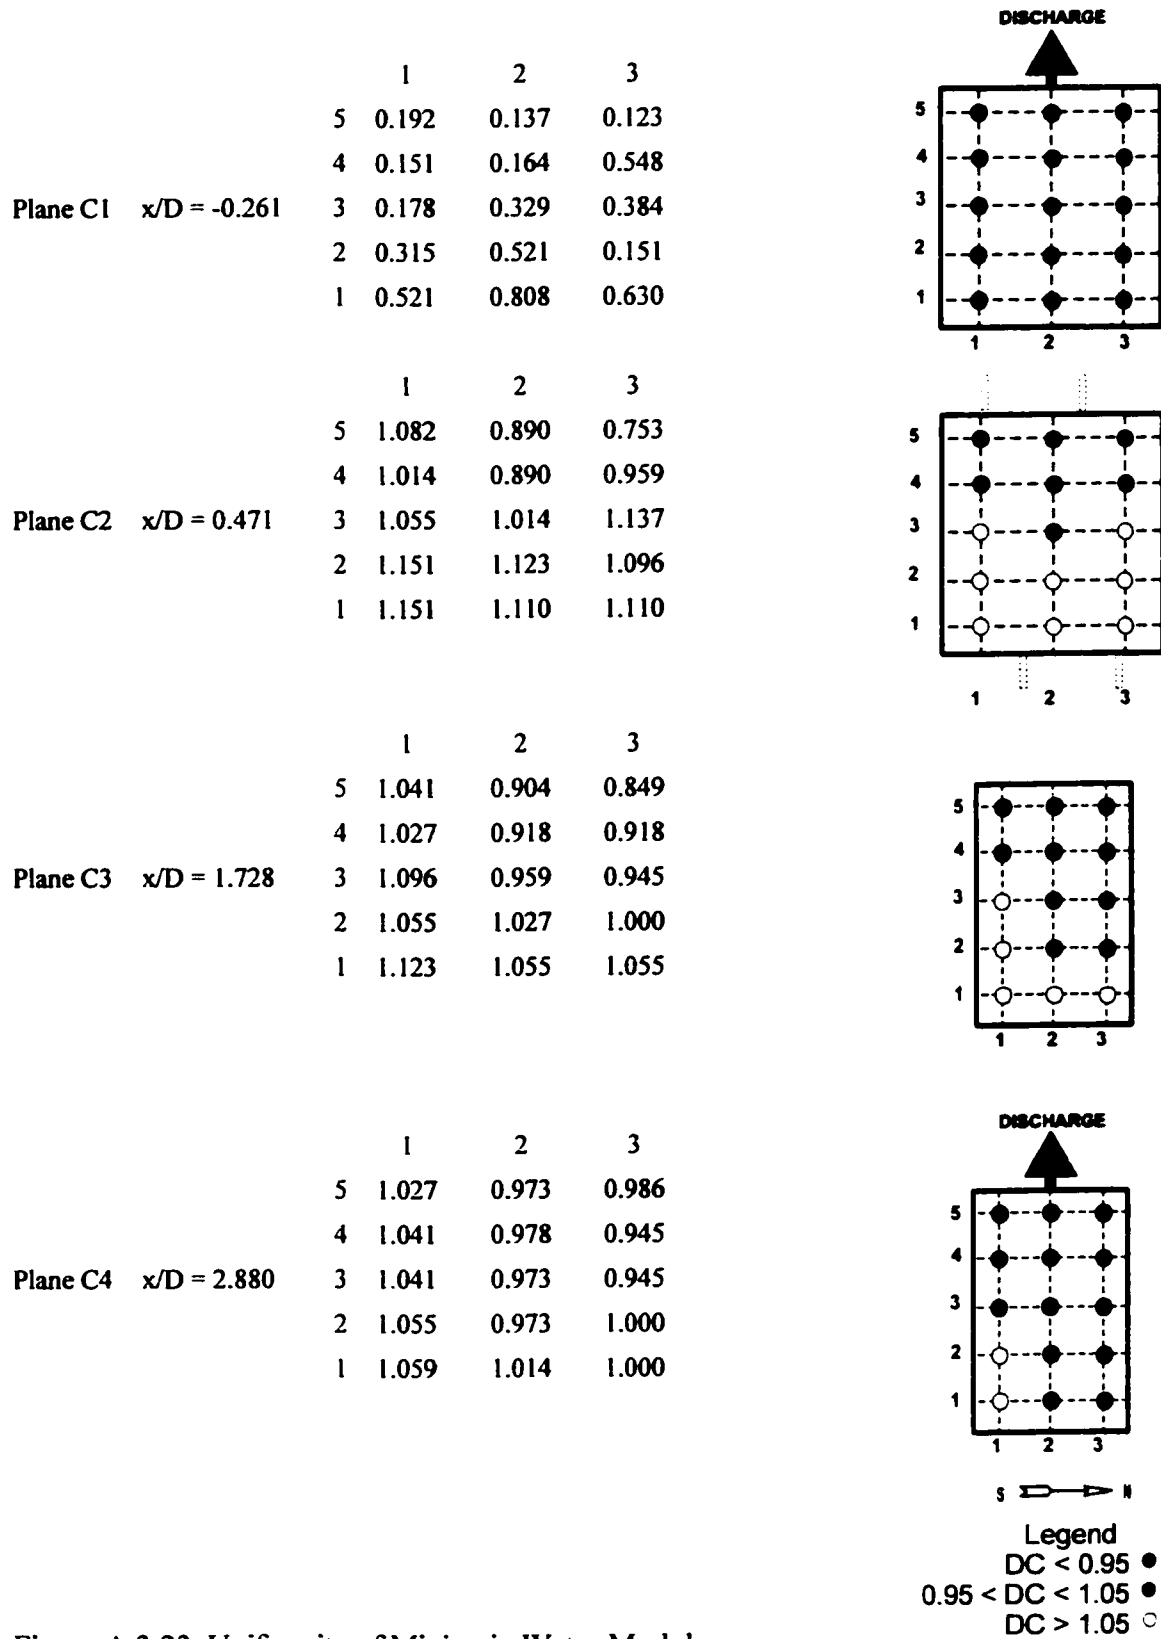 DISCHARGE
1 2 3
5 0.192 0.137 0.123
4 0.151 0.164 0.548
Plane C1 x/D = -0.261 3 0.178 0.329 0.384
2 0.315 0.521 0.151
1 0.521 0.808 0.630
5
4
3
2
1
1 2 3
1 2 3
5 1.082 0.890 0.753
4 1.014 0.890 0.959
Plane C2 x/D = 0.471 3 1.055 1.014 1.137
2 1.151 1.123 1.096
1 1.151 1.110 1.110
5
4
3
2
1
1 2 3
1 2 3
5 1.041 0.904 0.849
4 1.027 0.918 0.918
Plane C3 x/D = 1.728 3 1.096 0.959 0.945
2 1.055 1.027 1.000
1 1.123 1.055 1.055
5
4
3
2
1
1 2 3
DISCHARGE
1 2 3
5 1.027 0.973 0.986
4 1.041 0.978 0.945
Plane C4 x/D = 2.880 3 1.041 0.973 0.945
2 1.055 0.973 1.000
1 1.059 1.014 1.000
5
4
3
2
1
1 2 3
S N
Legend
DC < 0.95
0.95 < DC < 1.05
DC > 1.05